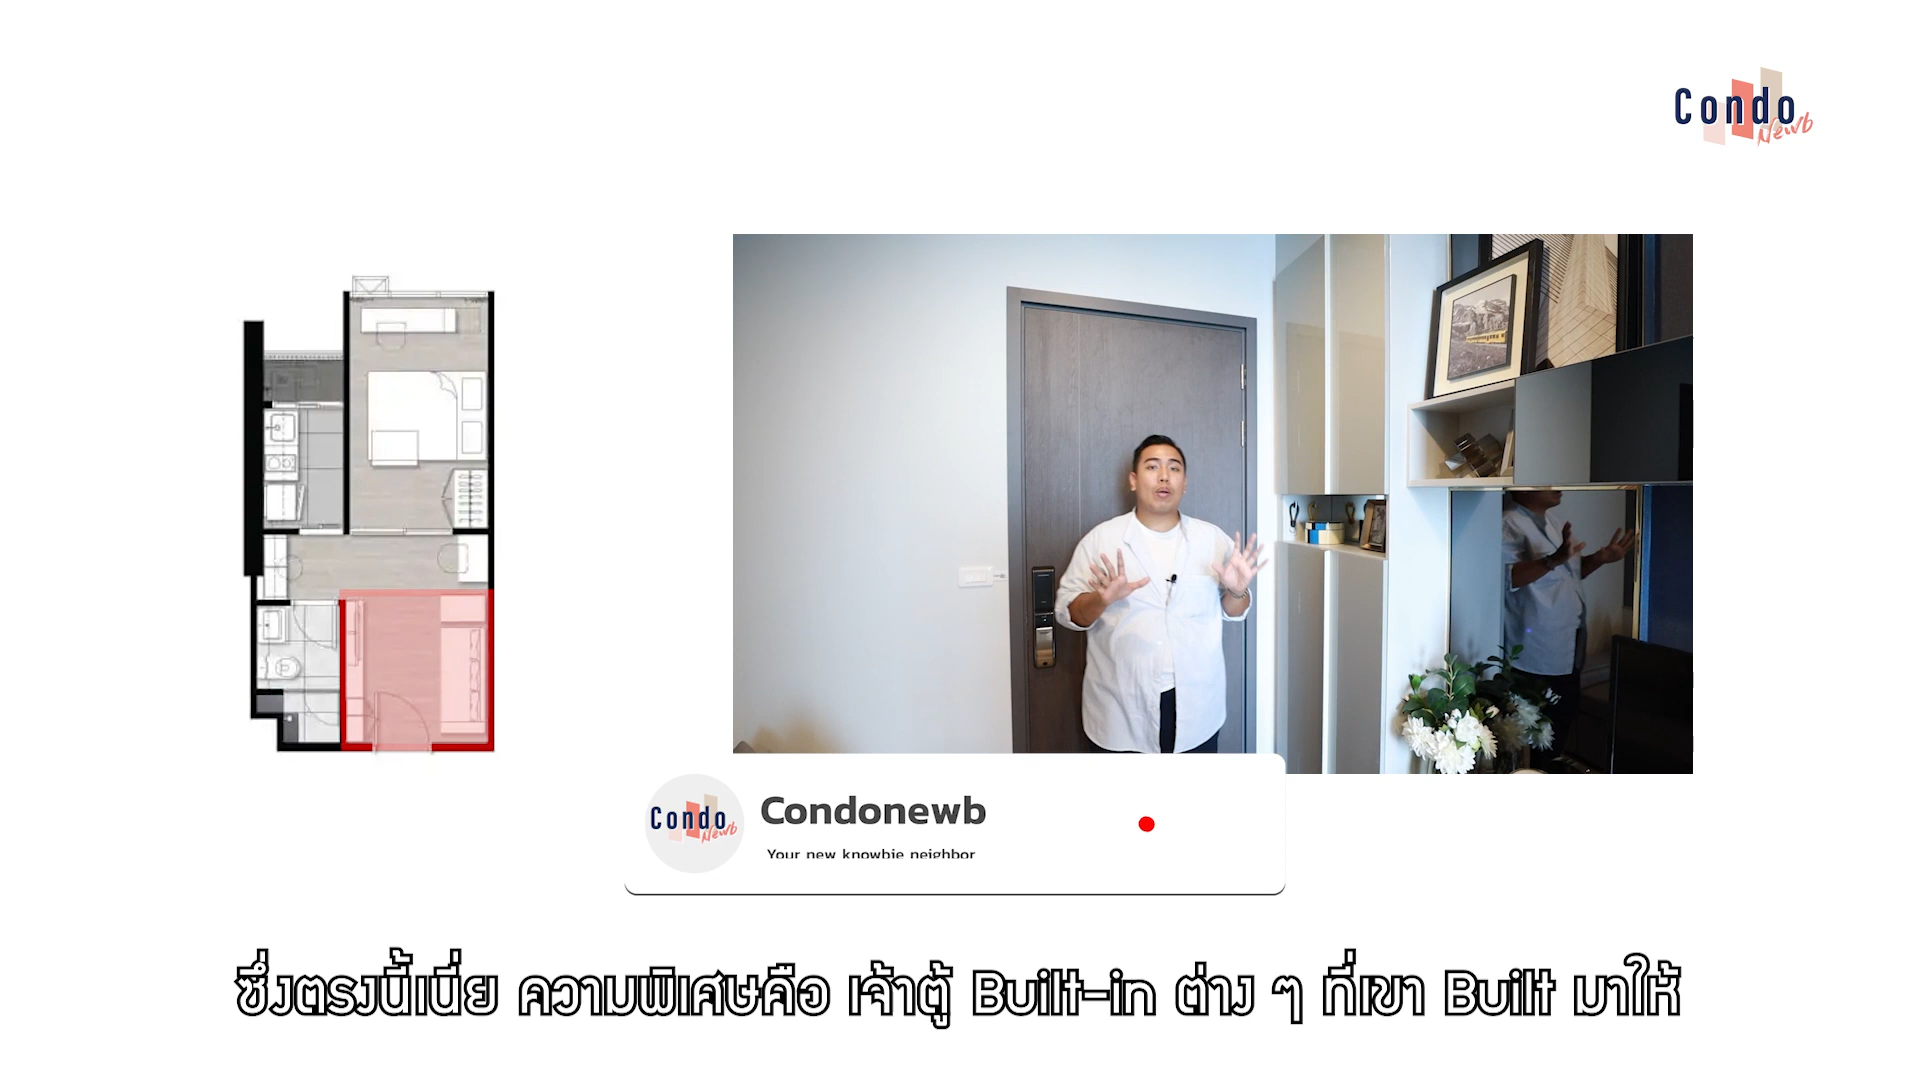 Condo
Newb
Condo
Newb
Condonewb
Your new knowbie neighbor
ซึ่งตรงนี้เนี่ย ความพิเศษคือ เจ้าตู้ Built-in ต่าง ๆ ที่เขา Built มาให้